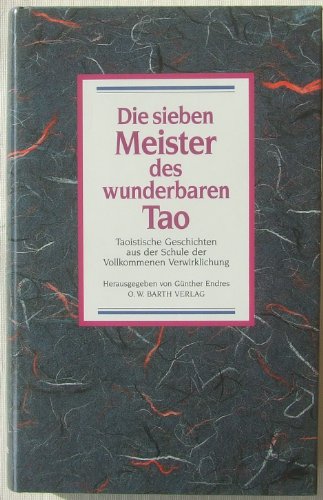 Die sieben
Meister
des
wunderbaren
Tao
Taoistische Geschichten
aus der Schule der
Vollkommenen Verwirklichung
Herausgegeben von Günther Endres
O. W. BARTH VERLAG